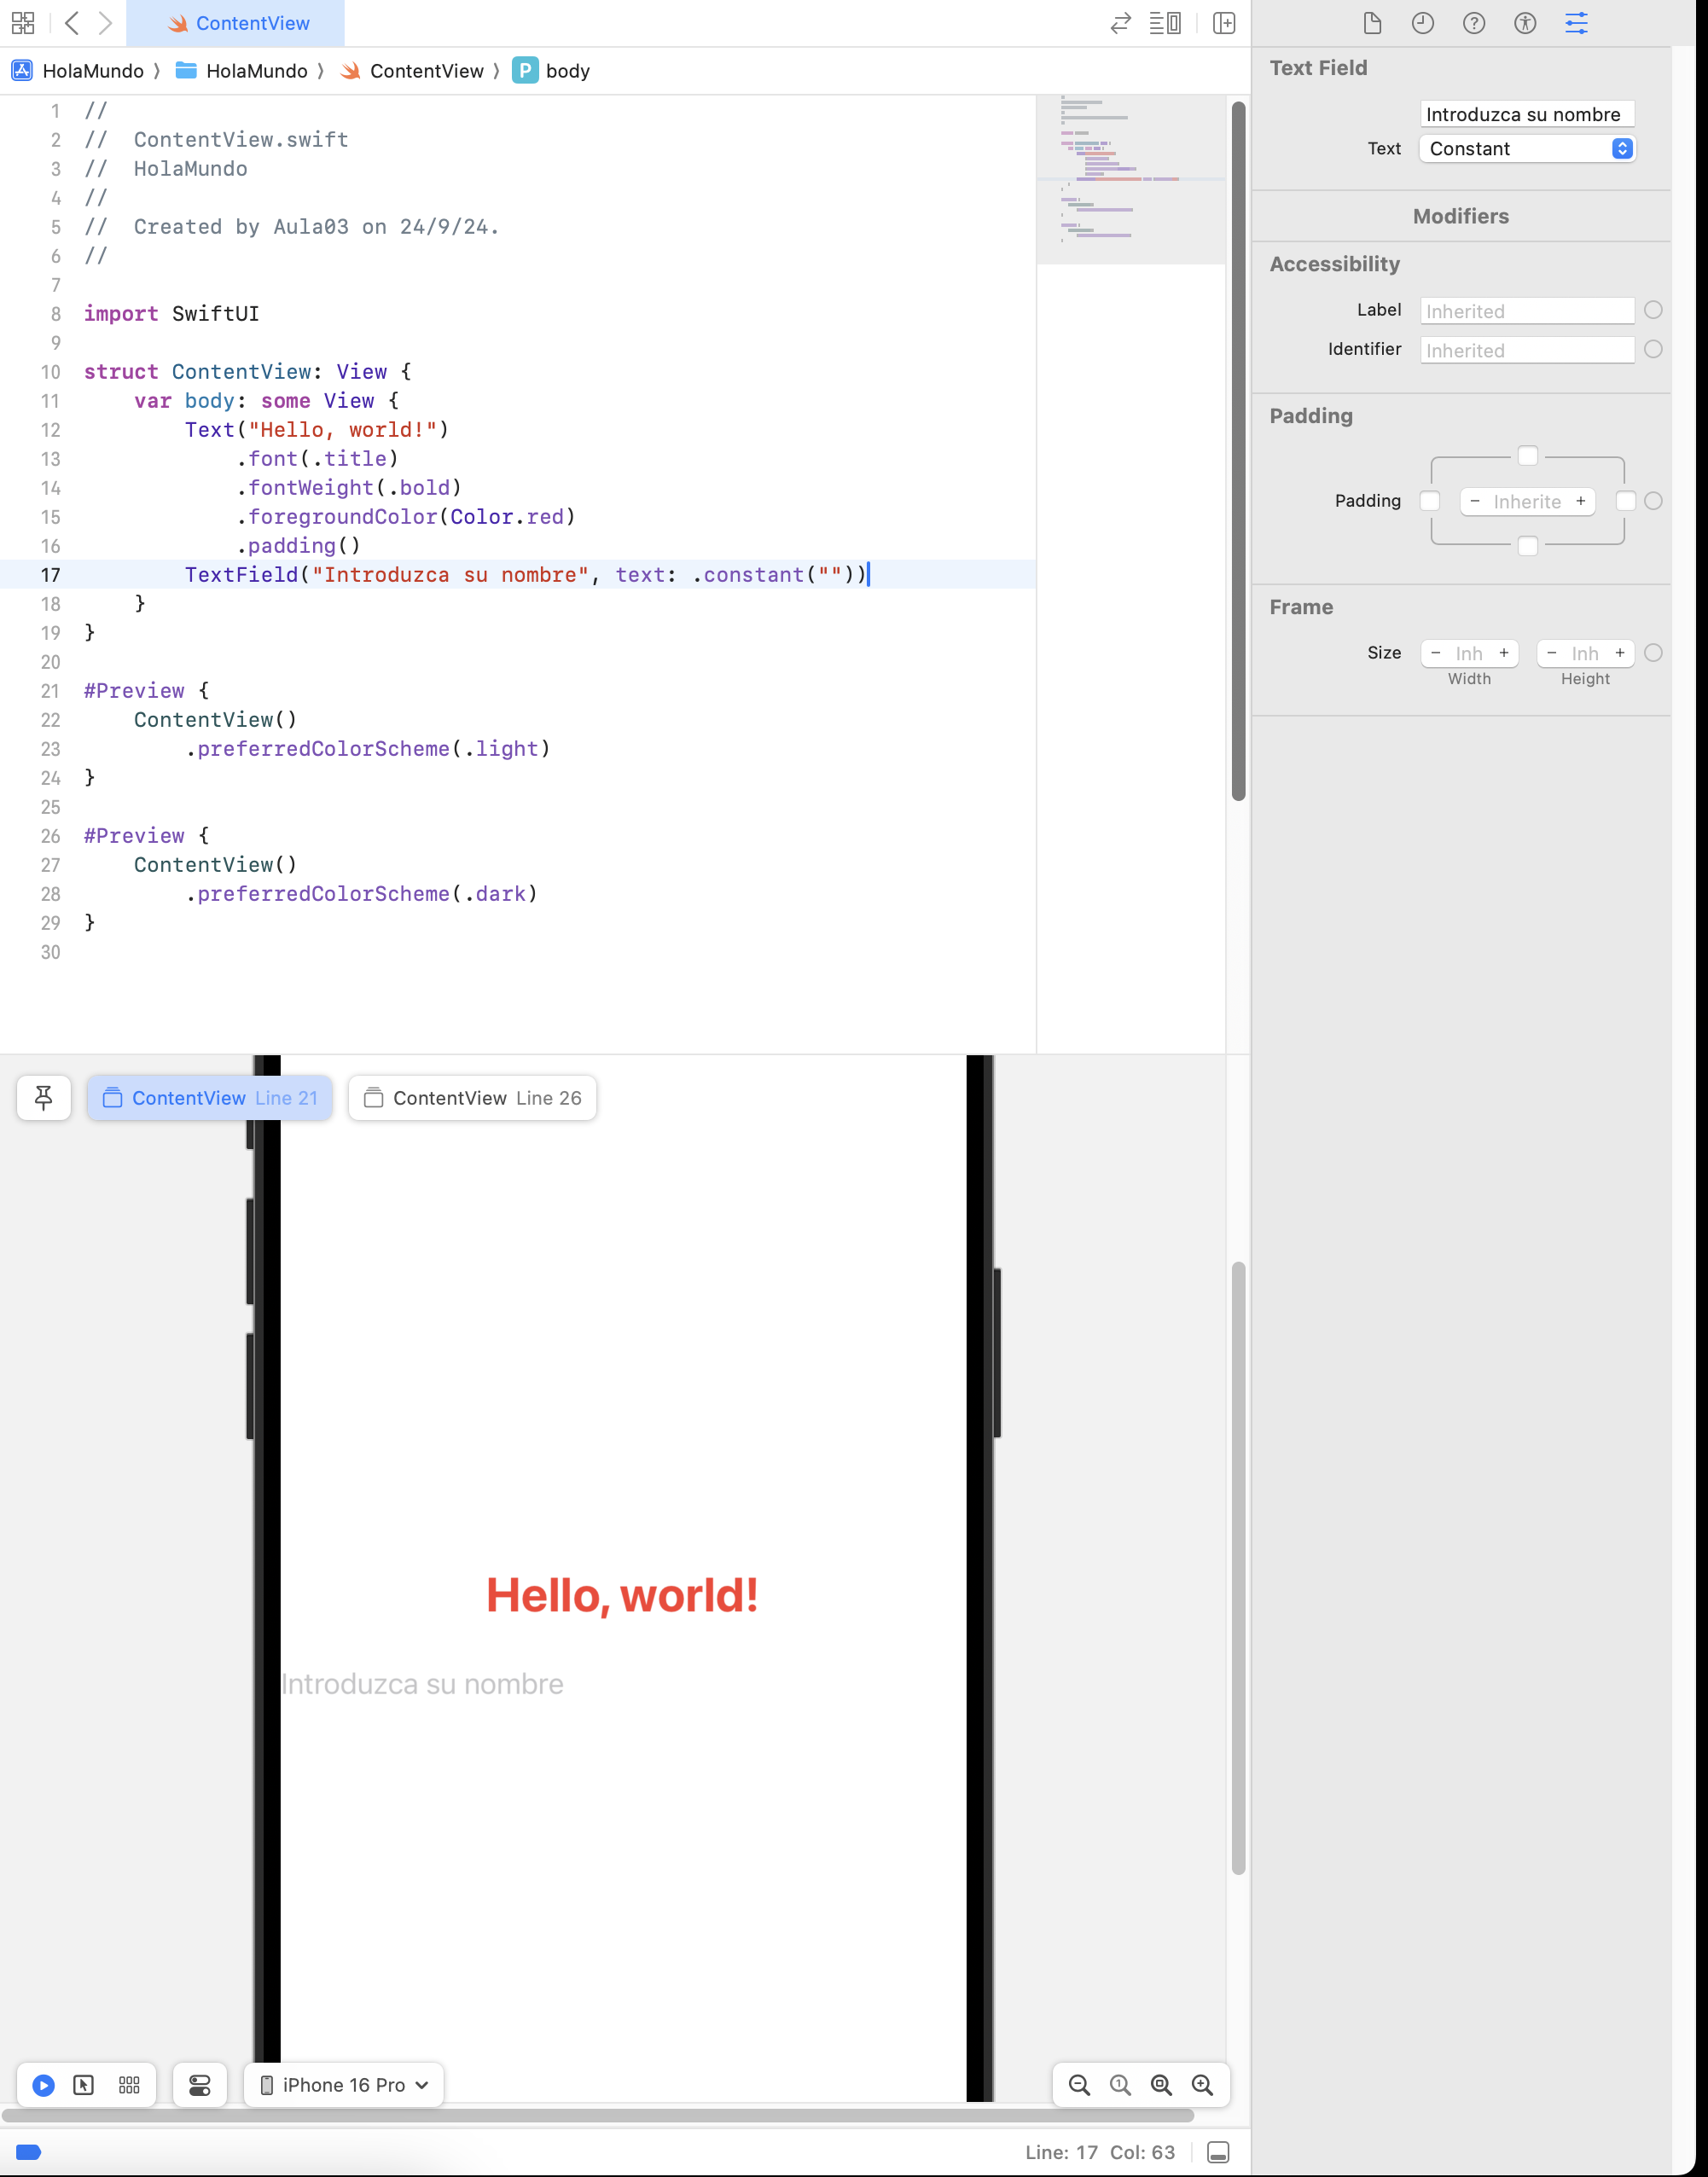 ContentView
HolaMundo 〉 HolaMundo 〉 ContentView 〉 P body
1 //
2 //  ContentView.swift
3 //  HolaMundo
4 //
5 //  Created by Aula03 on 24/9/24.
6 //
7
8 import SwiftUI
9
10 struct ContentView: View {
11     var body: some View {
12         Text("Hello, world!")
13             .font(.title)
14             .fontWeight(.bold)
15             .foregroundColor(Color.red)
16             .padding()
17         TextField("Introduzca su nombre", text: .constant(""))
18     }
19 }
20
21 #Preview {
22     ContentView()
23         .preferredColorScheme(.light)
24 }
25
26 #Preview {
27     ContentView()
28         .preferredColorScheme(.dark)
29 }
30
ContentView Line 21
ContentView Line 26
Hello, world!
Introduzca su nombre
iPhone 16 Pro
Line: 17 Col: 63
Text Field
Introduzca su nombre
Text Constant
Modifiers
Accessibility
Label Inherited
Identifier Inherited
Padding
Padding − Inherite +
Frame
Size − Inh + − Inh +
Width Height